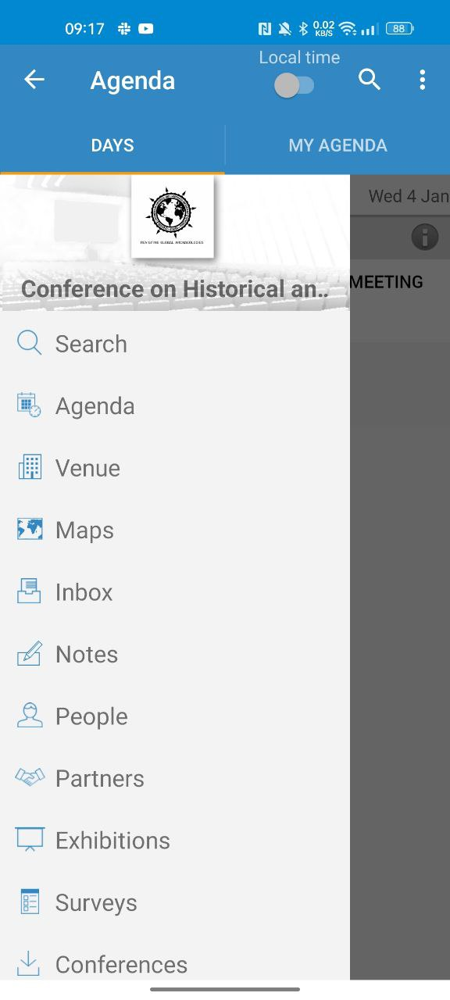 09:17
0.02
KB/S
88
Local time
Agenda
DAYS
MY AGENDA
Wed 4 Jan
REVISITING GLOBAL ARCHAEOLOGIES
Conference on Historical an..
MEETING
Search
Agenda
Venue
Maps
Inbox
Notes
People
Partners
Exhibitions
Surveys
Conferences